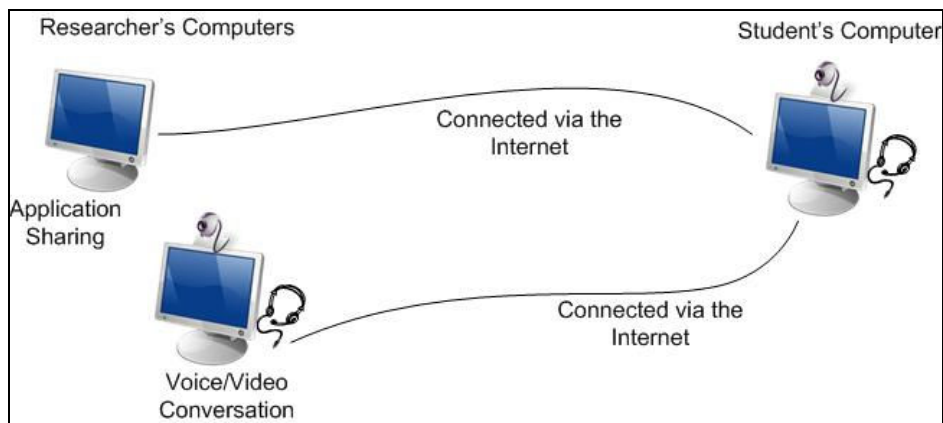 Researcher's Computers
Student's Computer
Connected via the
Internet
Application
Sharing
Connected via the
Internet
Voice/Video
Conversation